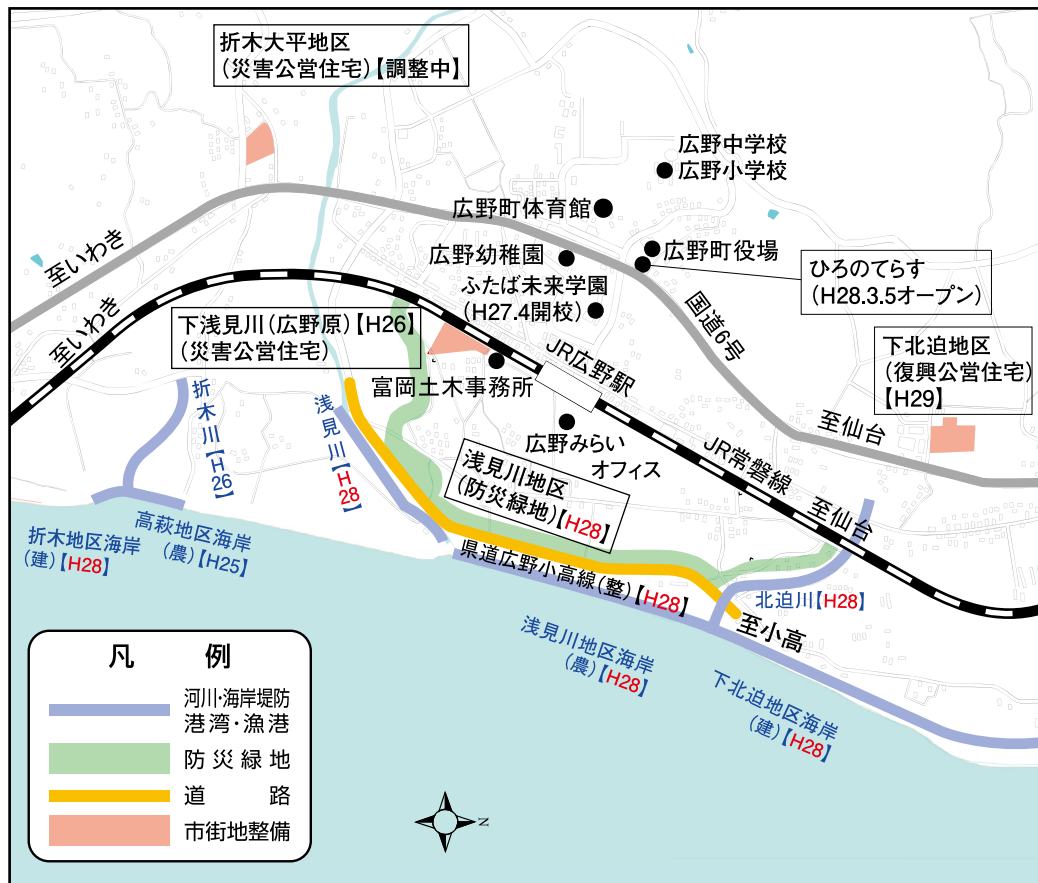 折木大平地区
(災害公営住宅)【調整中】
広野中学校
広野小学校
広野町体育館
広野幼稚園
広野町役場
ひろのてらす
(H28.3.5オープン)
ふたば未来学園
(H27.4開校)
至いわき
至いわき
国道6号
下浅見川(広野原)【H26】
(災害公営住宅)
JR広野駅
下北迫地区
(復興公営住宅)
【H29】
富岡土木事務所
至仙台
広野みらい
オフィス
JR常磐線
至仙台
折木川【H26】
浅見川【H28】
浅見川地区
(防災緑地)【H28】
高萩地区海岸
(農)【H25】
折木地区海岸
(建)【H28】
県道広野小高線(整)【H28】
北迫川【H28】
至小高
浅見川地区海岸
(農)【H28】
下北迫地区海岸
(建)【H28】
凡例
河川・海岸堤防
港湾・漁港
防災緑地
道路
市街地整備
N